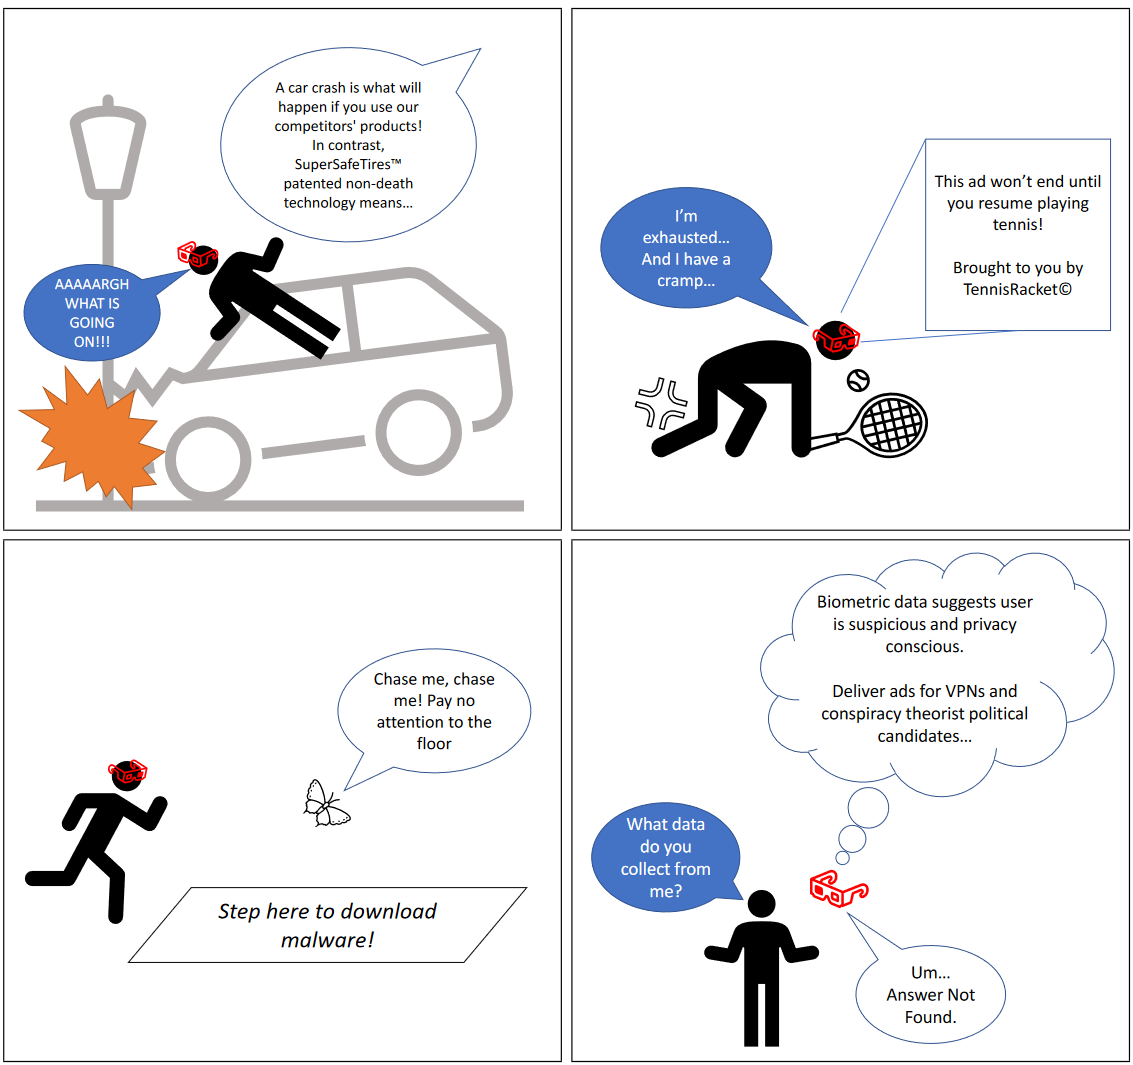 A car crash is what will
happen if you use our
competitors' products!
In contrast,
SuperSafeTires™
patented non-death
technology means...
AAAAARGH
WHAT IS
GOING
ON!!!
This ad won't end until
you resume playing
tennis!
Brought to you by
TennisRacket©
I'm
exhausted...
And I have a
cramp...
Chase me, chase
me! Pay no
attention to the
floor
Step here to download
malware!
Biometric data suggests user
is suspicious and privacy
conscious.
Deliver ads for VPNs and
conspiracy theorist political
candidates...
What data
do you
collect from
me?
Um...
Answer Not
Found.